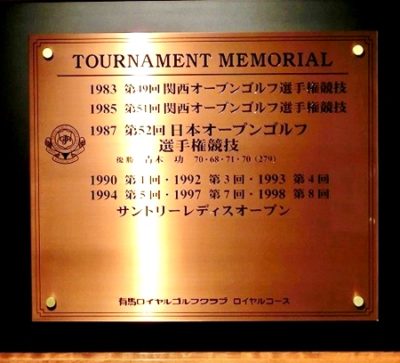 TOURNAMENT MEMORIAL
1983 第49回 関西オープンゴルフ選手権競技
1985 第51回 関西オープンゴルフ選手権競技
1987 第52回 日本オープンゴルフ
選手権競技
優勝 青木 功 70・68・71・70 (279)
1990 第1回・1992 第3回・1993 第4回
1994 第5回・1997 第7回・1998 第8回
サントリーレディスオープン
有馬ロイヤルゴルフクラブ ロイヤルコース